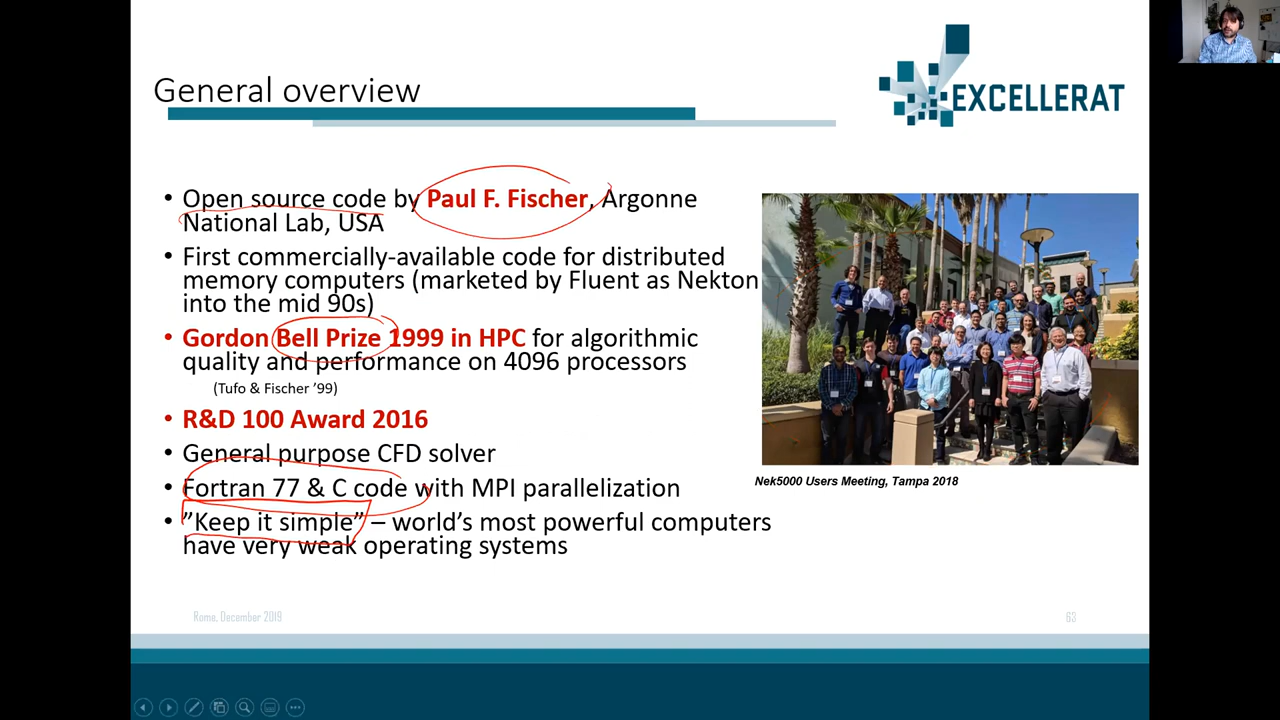 General overview
EXCELLERAT
• Open source code by Paul F. Fischer, Argonne
National Lab, USA
• First commercially-available code for distributed
memory computers (marketed by Fluent as Nekton
into the mid 90s)
• Gordon Bell Prize 1999 in HPC for algorithmic
quality and performance on 4096 processors
(Tufo & Fischer ’99)
• R&D 100 Award 2016
• General purpose CFD solver
• Fortran 77 & C code with MPI parallelization
• ”Keep it simple” – world’s most powerful computers
have very weak operating systems
Nek5000 Users Meeting, Tampa 2018
Rome, December 2019
63